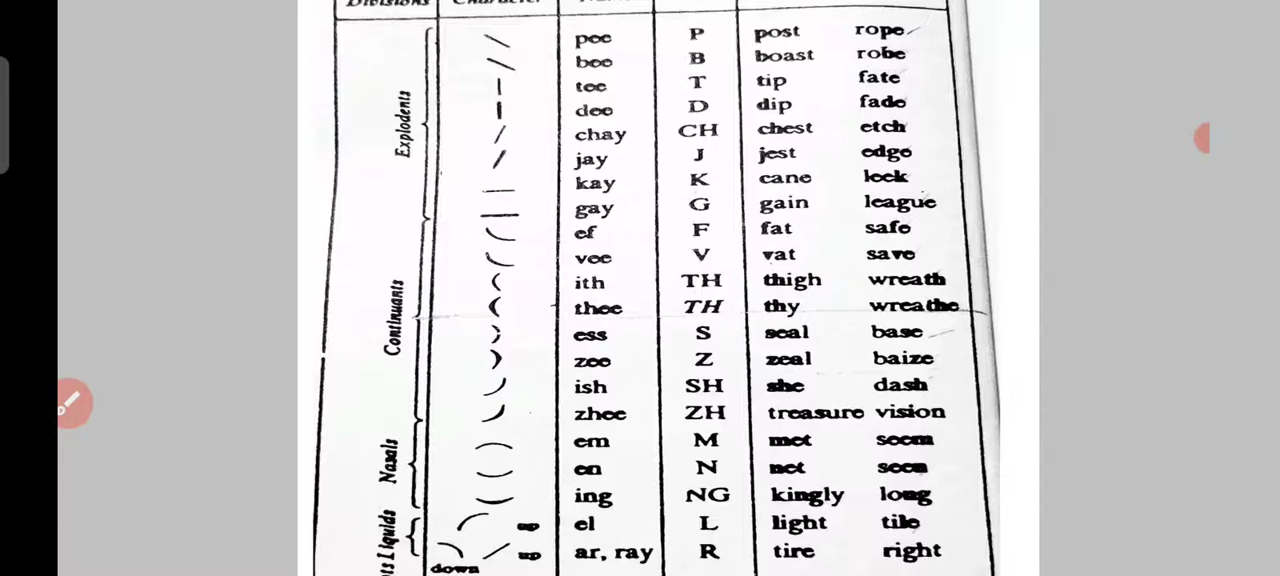 Explodents
pee P post rope
bee B boast robe
tee T tip fate
dee D dip fade
chay CH chest etch
jay J jest edge
kay K cane leek
gay G gain league
Continuants
ef F fat safe
vee V vat save
ith TH thigh wreath
thee TH thy wreathe
ess S seal base
zee Z zeal baize
ish SH she dash
zhee ZH treasure vision
Nasals
em M met seem
en N net seen
ing NG kingly long
Liquids
up el L light tile
down up ar, ray R tire right